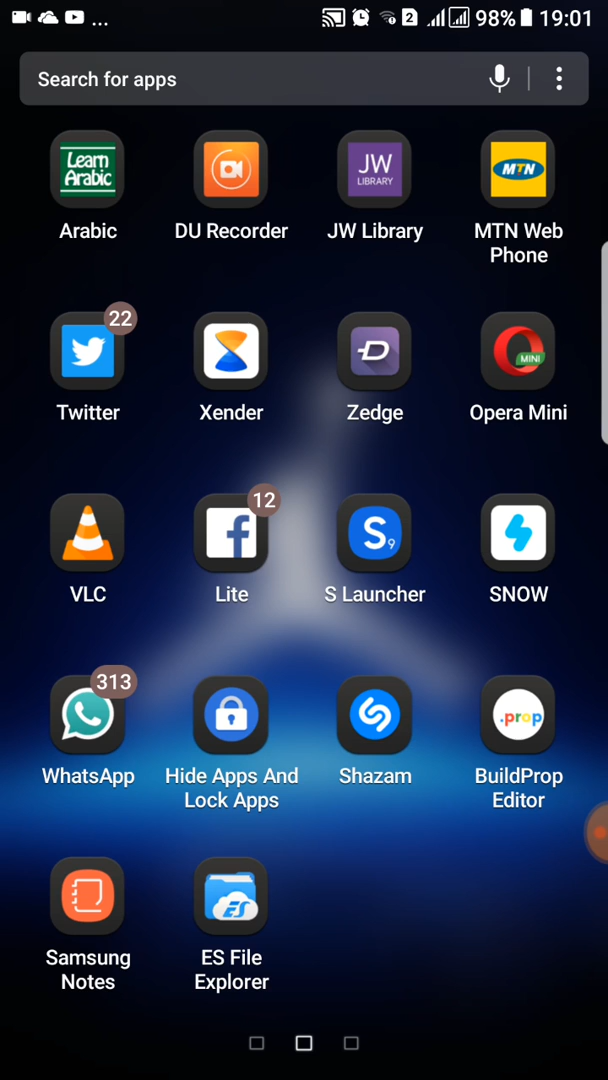 ... 2 98% 19:01
Search for apps
Learn Arabic
JW LIBRARY
MTN
Arabic DU Recorder JW Library MTN Web Phone
22
MINI
Twitter Xender Zedge Opera Mini
12
S9
VLC Lite S Launcher SNOW
313
.prop
WhatsApp Hide Apps And Lock Apps Shazam BuildProp Editor
ES
Samsung Notes ES File Explorer